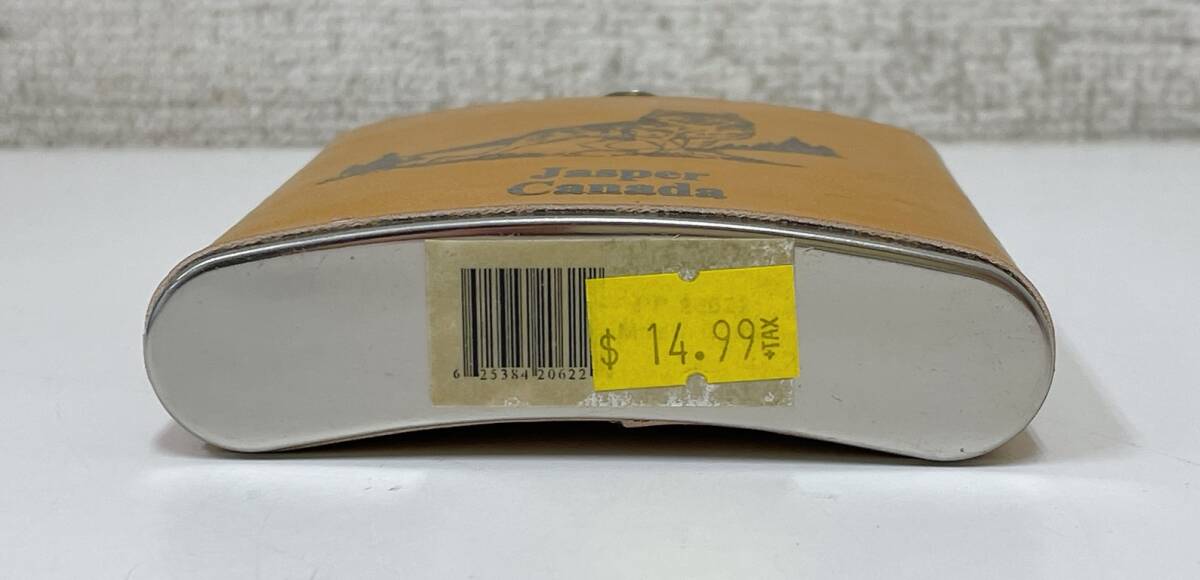 Jasper
Canada
$ 14.99 +TAX
6 25384 20622